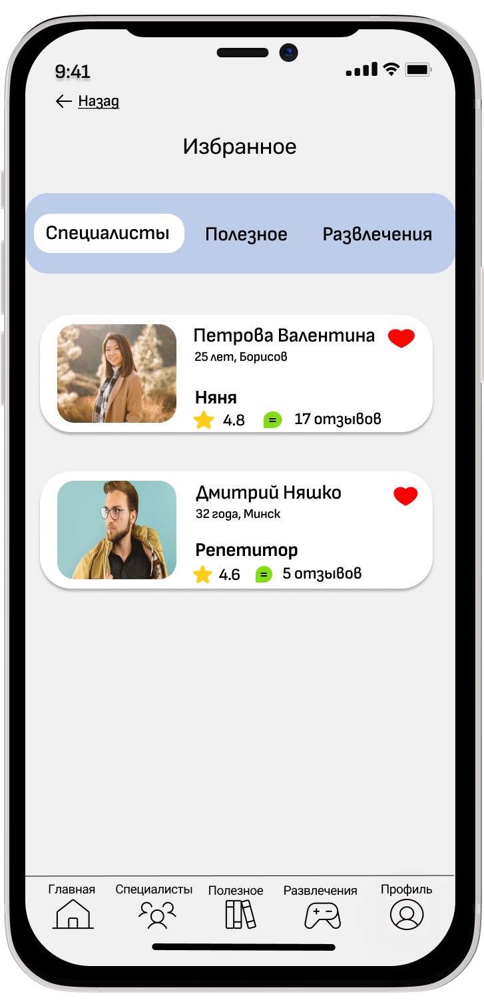 9:41
Назад
Избранное
Специалисты Полезное Развлечения
Петрова Валентина
25 лет, Борисов
Няня
4.8 = 17 отзывов
Дмитрий Няшко
32 года, Минск
Репетитор
4.6 = 5 отзывов
Главная Специалисты Полезное Развлечения Профиль